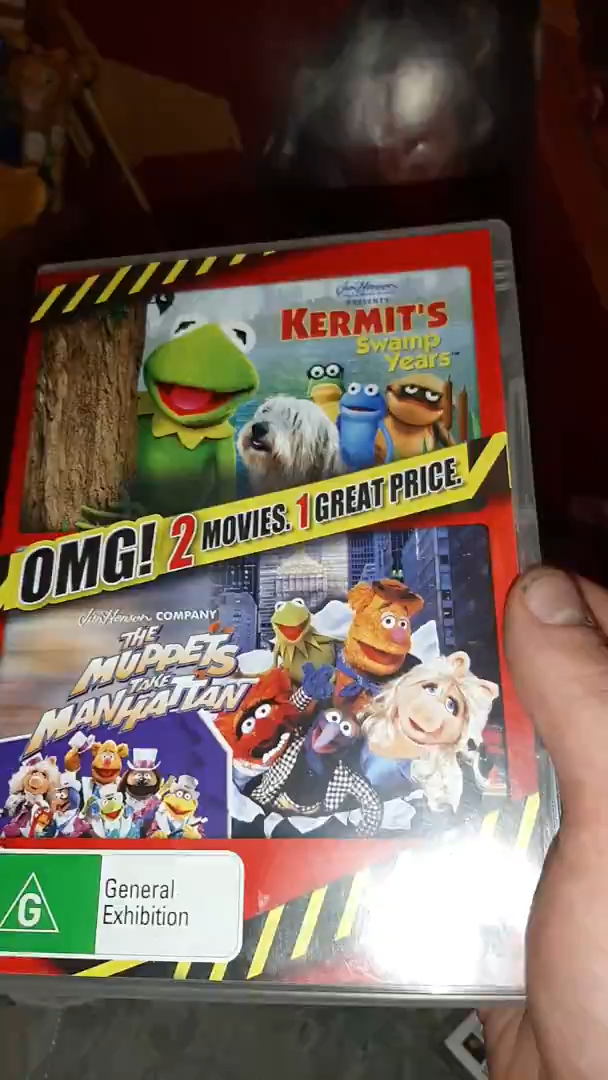 Jim Henson
PRESENTS
KERMIT'S
Swamp
Years™
OMG! 2 MOVIES. 1 GREAT PRICE.
Jim Henson COMPANY
THE
MUPPETS
TAKE
MANHATTAN
G
General
Exhibition